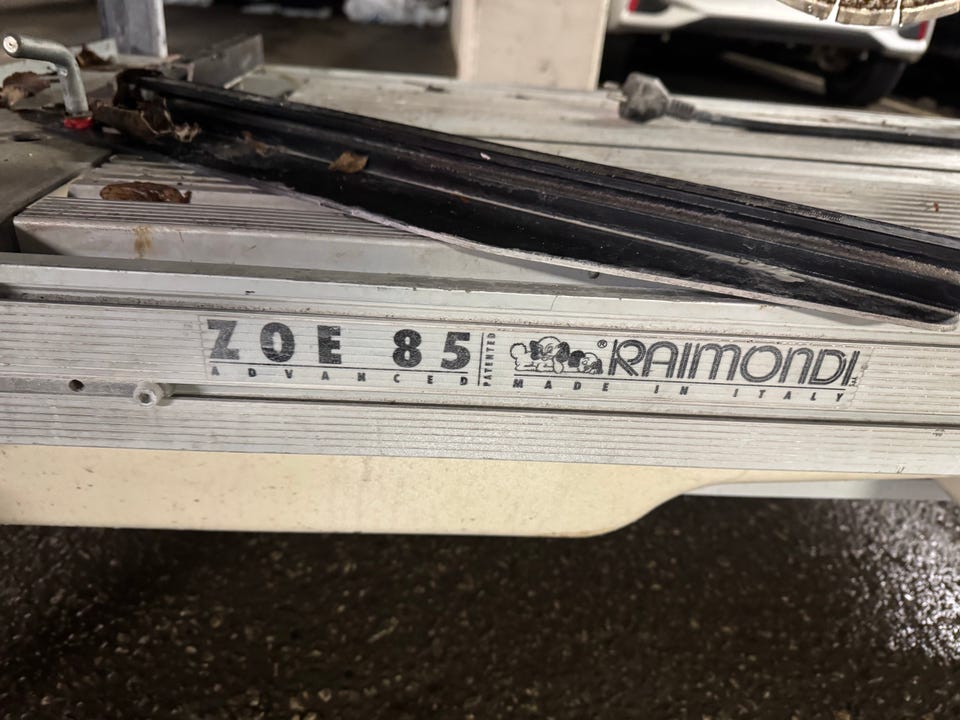 ZOE 85
ADVANCED
PATENTED
® RAIMONDI
MADE IN ITALY